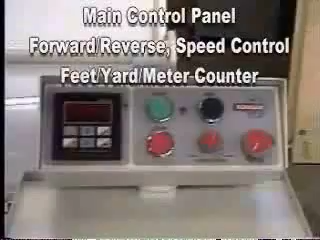 Main Control Panel
Forward/Reverse, Speed Control
Feet/Yard/Meter Counter